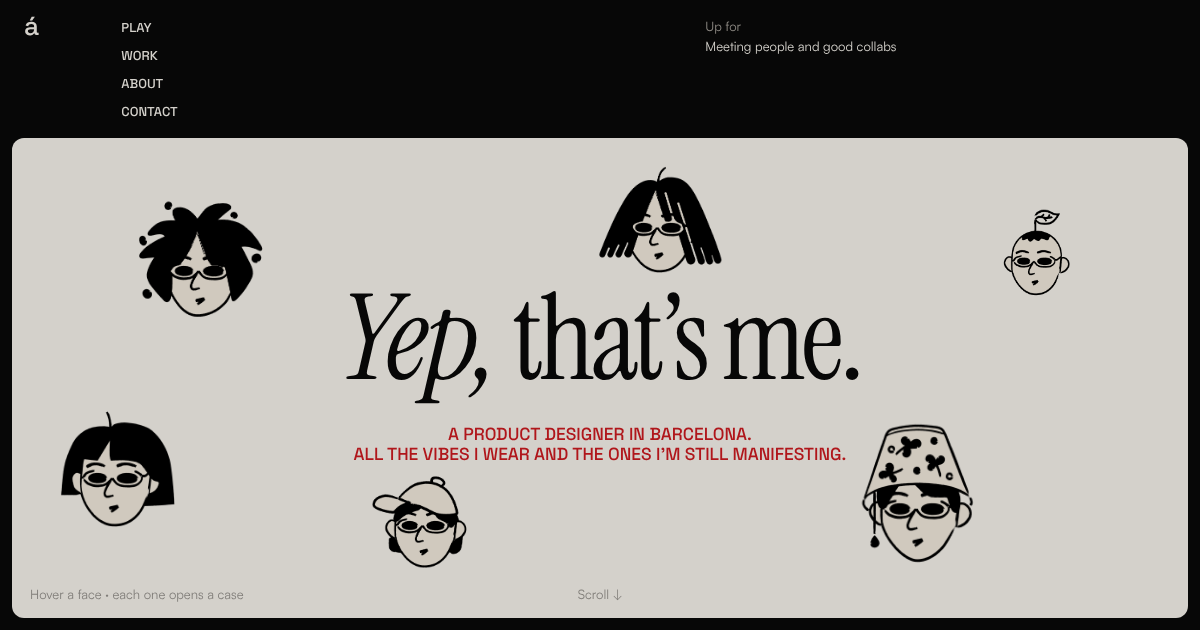 á
PLAY
WORK
ABOUT
CONTACT
Up for
Meeting people and good collabs
Yep, that’s me.
A PRODUCT DESIGNER IN BARCELONA.
ALL THE VIBES I WEAR AND THE ONES I’M STILL MANIFESTING.
Hover a face · each one opens a case
Scroll ↓